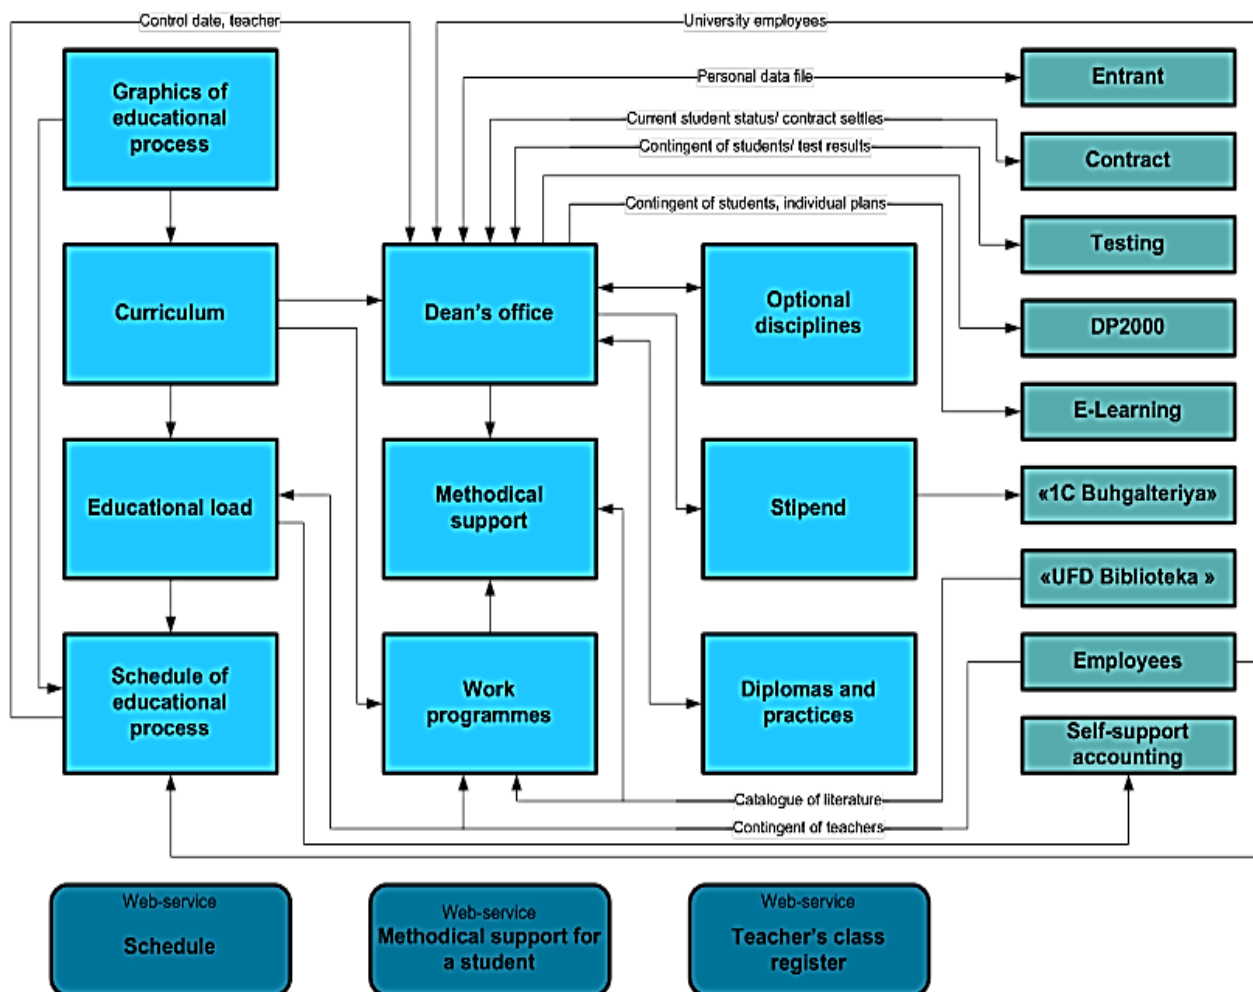 Control date, teacher
University employees
Graphics of
educational
process
Personal data file
Entrant
Current student status/ contract settles
Contract
Contingent of students/ test results
Contingent of students, individual plans
Testing
Curriculum
Dean's office
Optional
disciplines
DP2000
E-Learning
Educational load
Methodical
support
Stipend
«1C Buhgalteriya»
«UFD Biblioteka »
Schedule of
educational
process
Work
programmes
Diplomas and
practices
Employees
Self-support
accounting
Catalogue of literature
Contingent of teachers
Web-service
Schedule
Web-service
Methodical support for
a student
Web-service
Teacher's class
register